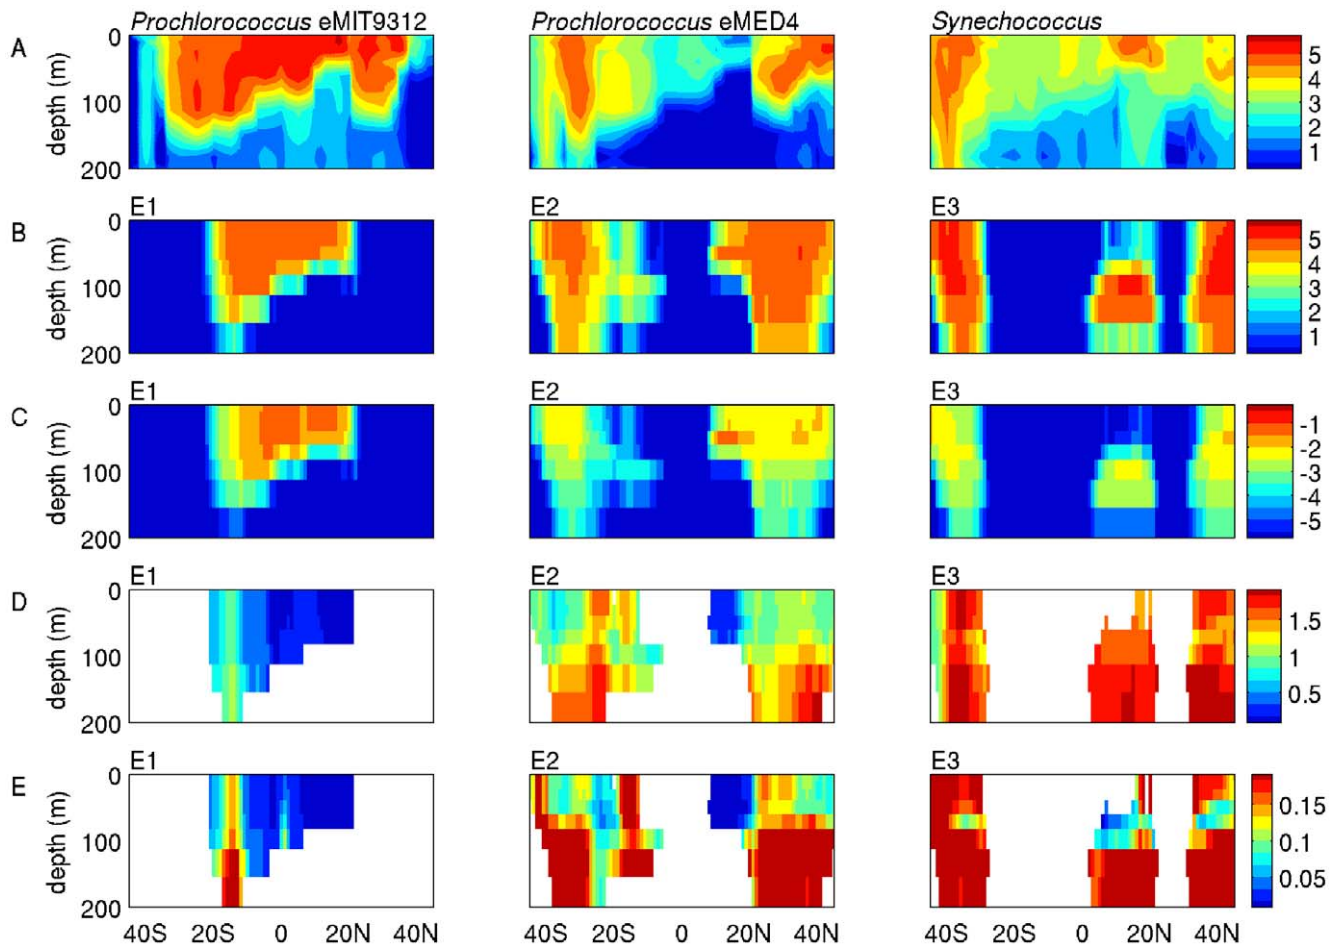 Prochlorococcus eMIT9312 Prochlorococcus eMED4 Synechococcus
A
depth (m)
0
100
200
5
4
3
2
1
E1 E2 E3
B
depth (m)
0
100
200
5
4
3
2
1
E1 E2 E3
C
depth (m)
0
100
200
-1
-2
-3
-4
-5
E1 E2 E3
D
depth (m)
0
100
200
1.5
1
0.5
E1 E2 E3
E
depth (m)
0
100
200
0.15
0.1
0.05
40S 20S 0 20N 40N 40S 20S 0 20N 40N 40S 20S 0 20N 40N